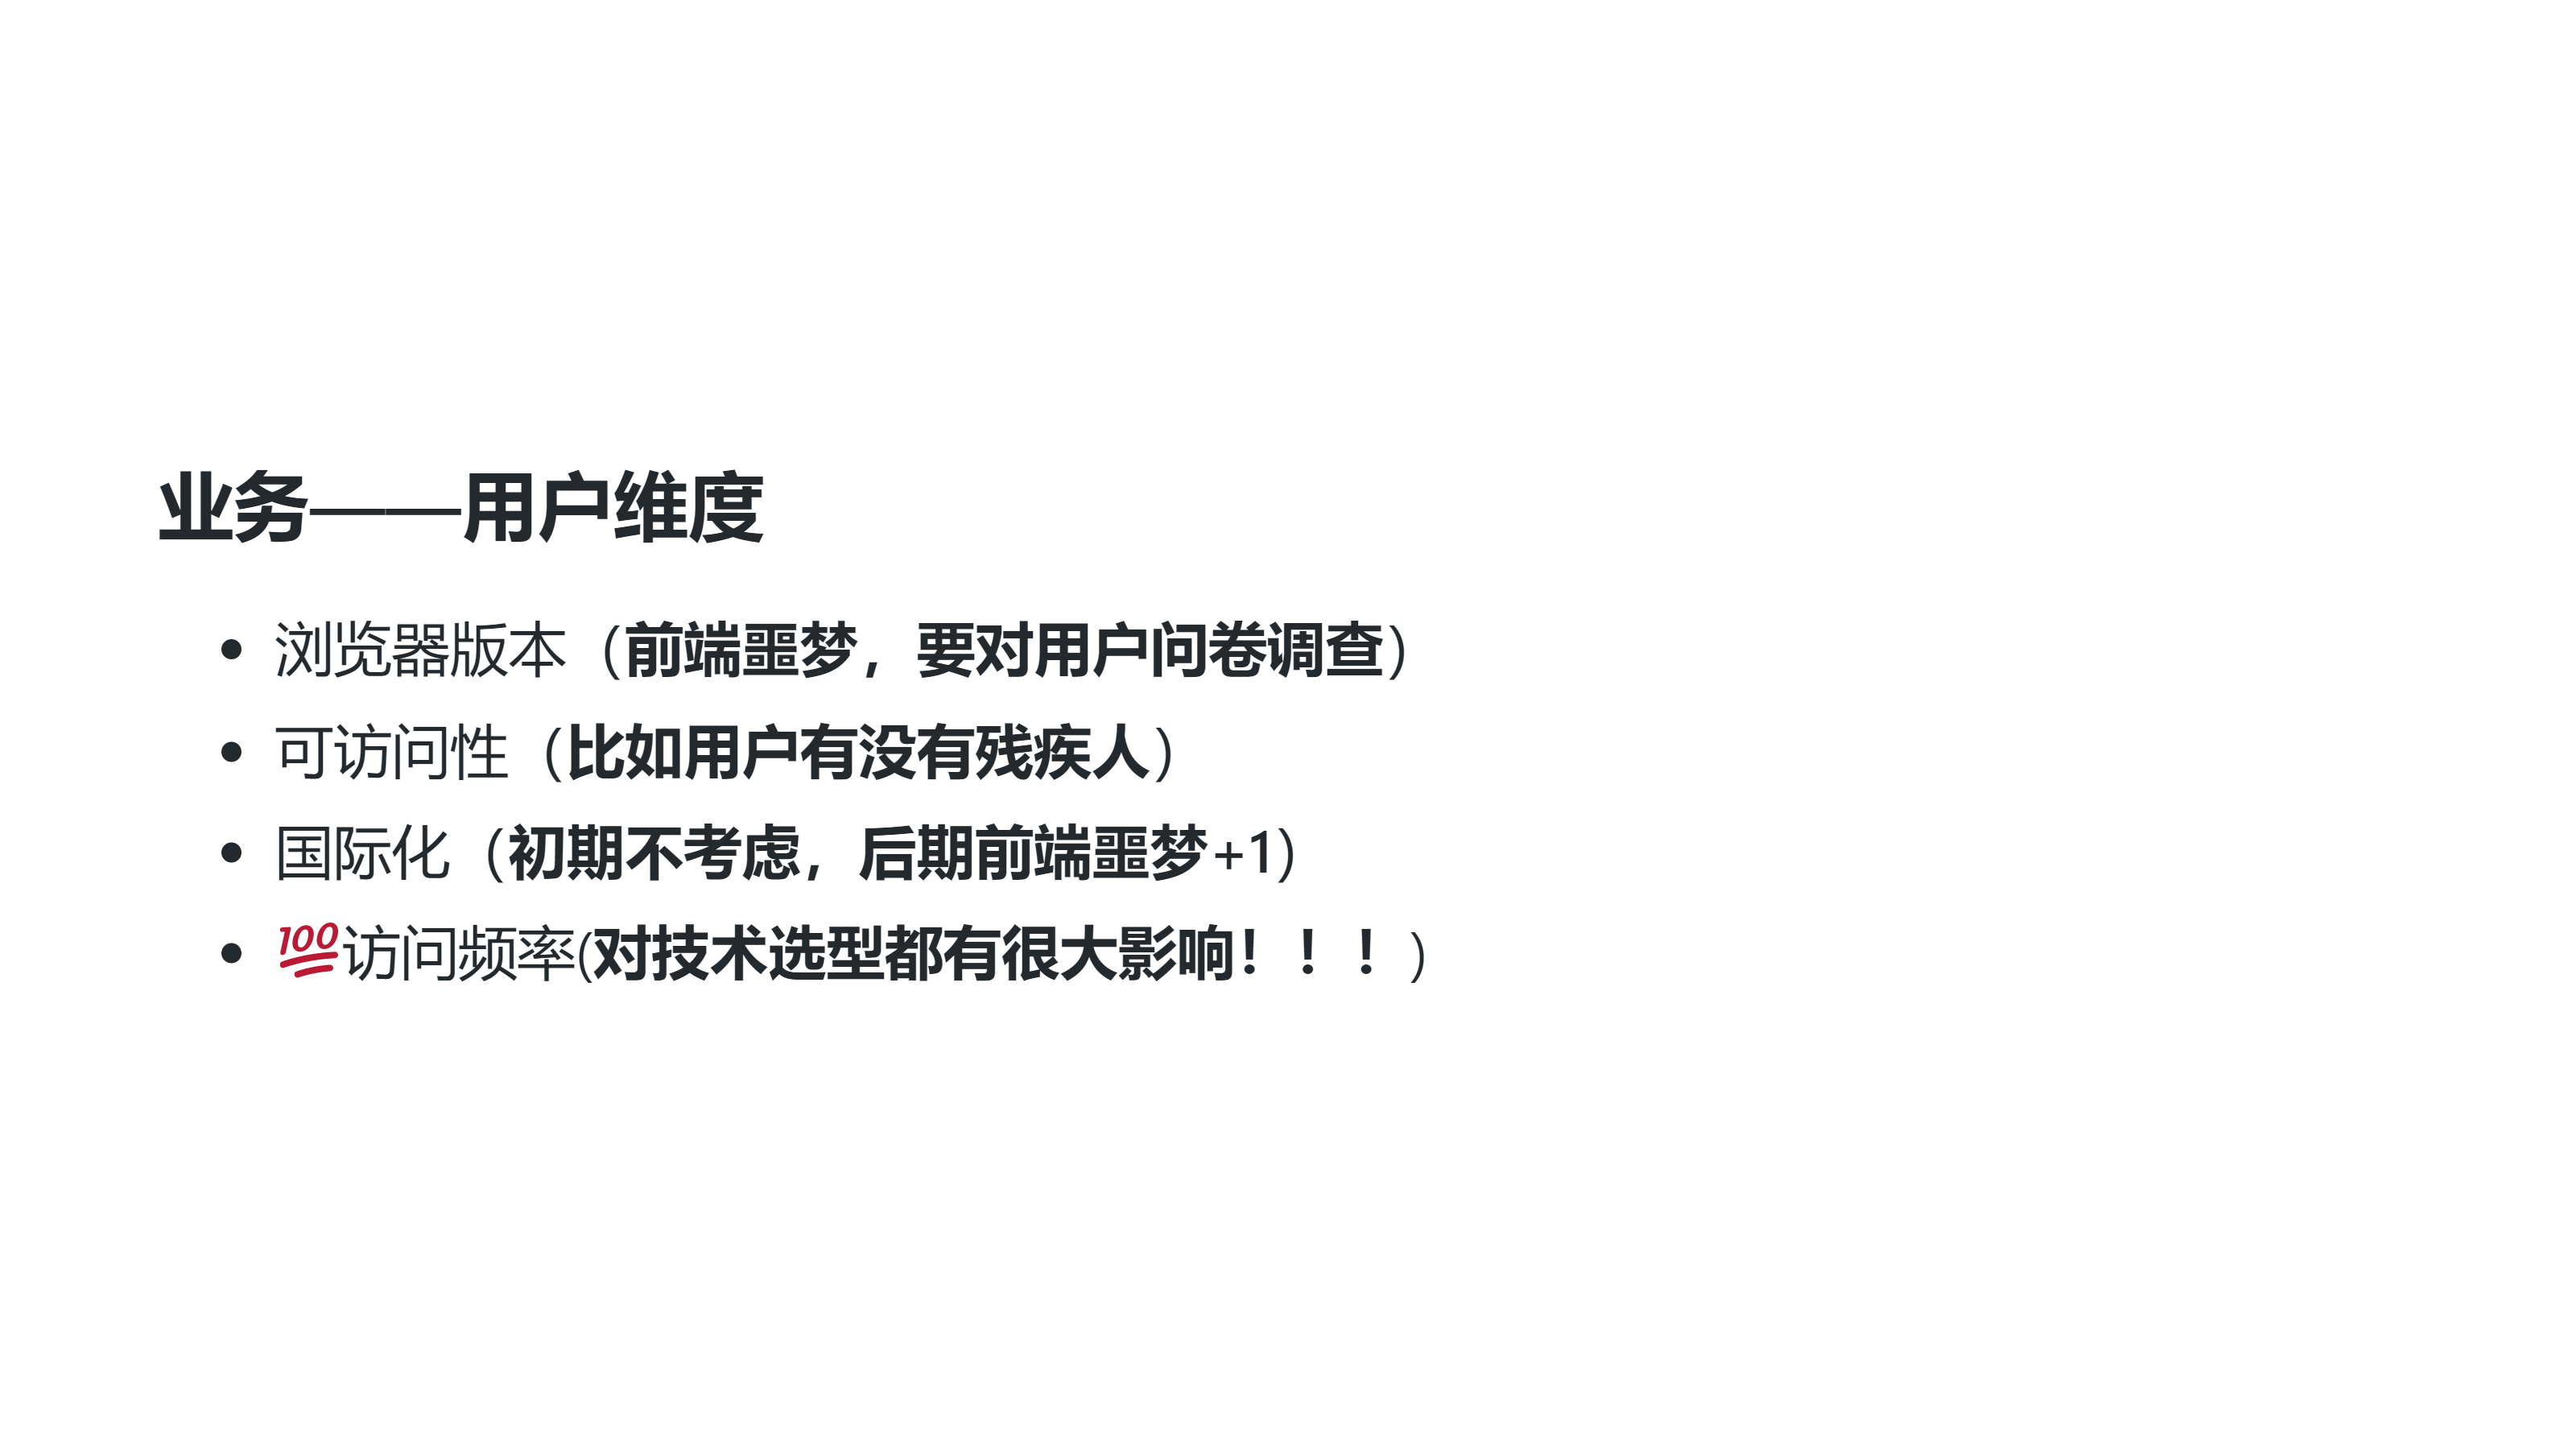 业务——用户维度
• 浏览器版本（前端噩梦，要对用户问卷调查）
• 可访问性（比如用户有没有残疾人）
• 国际化（初期不考虑，后期前端噩梦+1）
• 💯访问频率(对技术选型都有很大影响！！！)